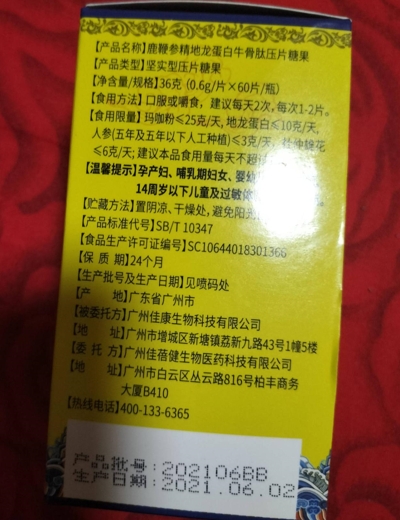 【产品名称】鹿鞭参精地龙蛋白牛骨肽压片糖果
【产品类型】坚实型压片糖果
【净含量/规格】36克(0.6g/片×60片/瓶)
【食用方法】口服或嚼食，建议每天2次，每次1-2片。
【食用限量】玛咖粉≤25克/天；地龙蛋白≤10克/天；
人参(五年及五年以下人工种植)≤3克/天；杜仲雄花
≤6克/天；建议本品食用量每天不超
【温馨提示】孕产妇、哺乳期妇女、婴幼
14周岁以下儿童及过敏体
【贮藏方法】置阴凉、干燥处，避免阳光
【产品标准代号】SB/T 10347
【食品生产许可证编号】SC10644018301366
【保 质 期】24个月
【生产批号及生产日期】见喷码处
【产 地】广东省广州市
【被委托方】广州佳康生物科技有限公司
【地 址】广州市增城区新塘镇荔新九路43号1幢5楼
【委 托 方】广州佳蓓健生物医药科技有限公司
【地 址】广州市白云区丛云路816号柏丰商务
大厦B410
【热线电话】400-133-6365
产品批号：202106BB
生产日期：2021.06.02